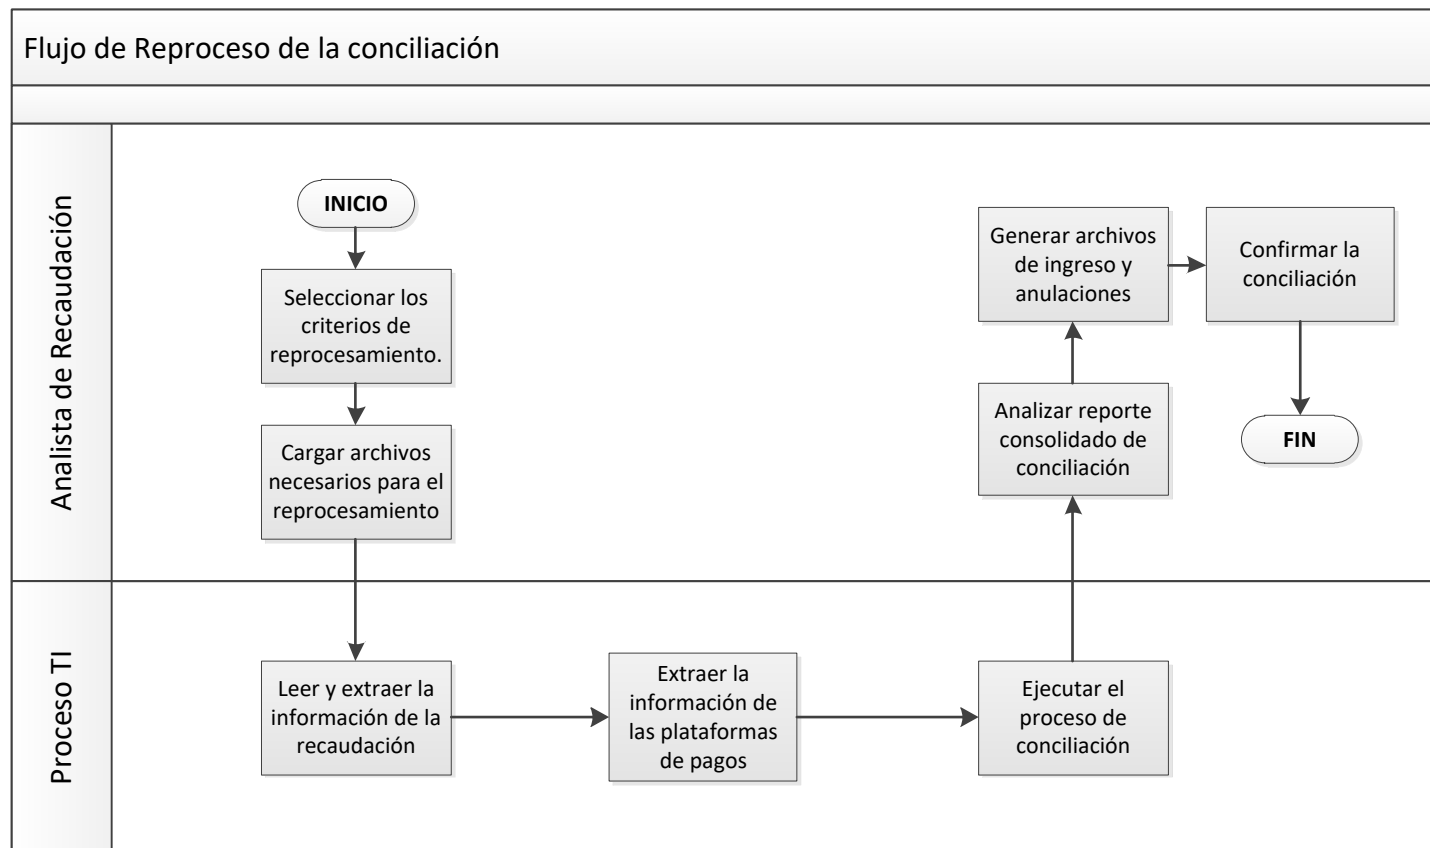 Flujo de Reproceso de la conciliación
Analista de Recaudación
INICIO
Seleccionar los
criterios de
reprocesamiento.
Cargar archivos
necesarios para el
reprocesamiento
Generar archivos
de ingreso y
anulaciones
Confirmar la
conciliación
Analizar reporte
consolidado de
conciliación
FIN
Proceso TI
Leer y extraer la
información de la
recaudación
Extraer la
información de
las plataformas
de pagos
Ejecutar el
proceso de
conciliación